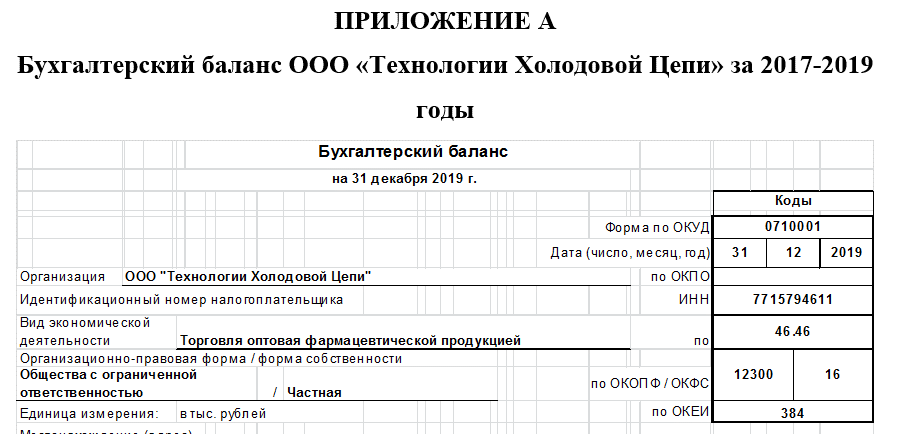 ПРИЛОЖЕНИЕ А
Бухгалтерский баланс ООО «Технологии Холодовой Цепи» за 2017-2019
годы
Бухгалтерский баланс
на 31 декабря 2019 г.
Коды
Форма по ОКУД 0710001
Дата (число, месяц, год) 31 12 2019
Организация ООО "Технологии Холодовой Цепи" по ОКПО
Идентификационный номер налогоплательщика ИНН 7715794611
Вид экономической
деятельности Торговля оптовая фармацевтической продукцией по 46.46
Организационно-правовая форма / форма собственности
Общества с ограниченной
ответственностью / Частная по ОКОПФ / ОКФС 12300 16
Единица измерения: в тыс. рублей по ОКЕИ 384